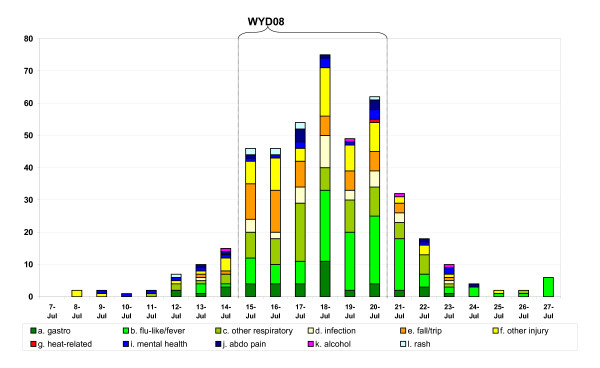 WYD08
80
70
60
50
40
30
20
10
0
7- 8- 9- 10- 11- 12- 13- 14- 15- 16- 17- 18- 19- 20- 21- 22- 23- 24- 25- 26- 27-
Jul Jul Jul Jul Jul Jul Jul Jul Jul Jul Jul Jul Jul Jul Jul Jul Jul Jul Jul Jul Jul
a. gastro b. flu-like/fever c. other respiratory d. infection e. fall/trip f. other injury
g. heat-related i. mental health j. abdo pain k. alcohol l. rash